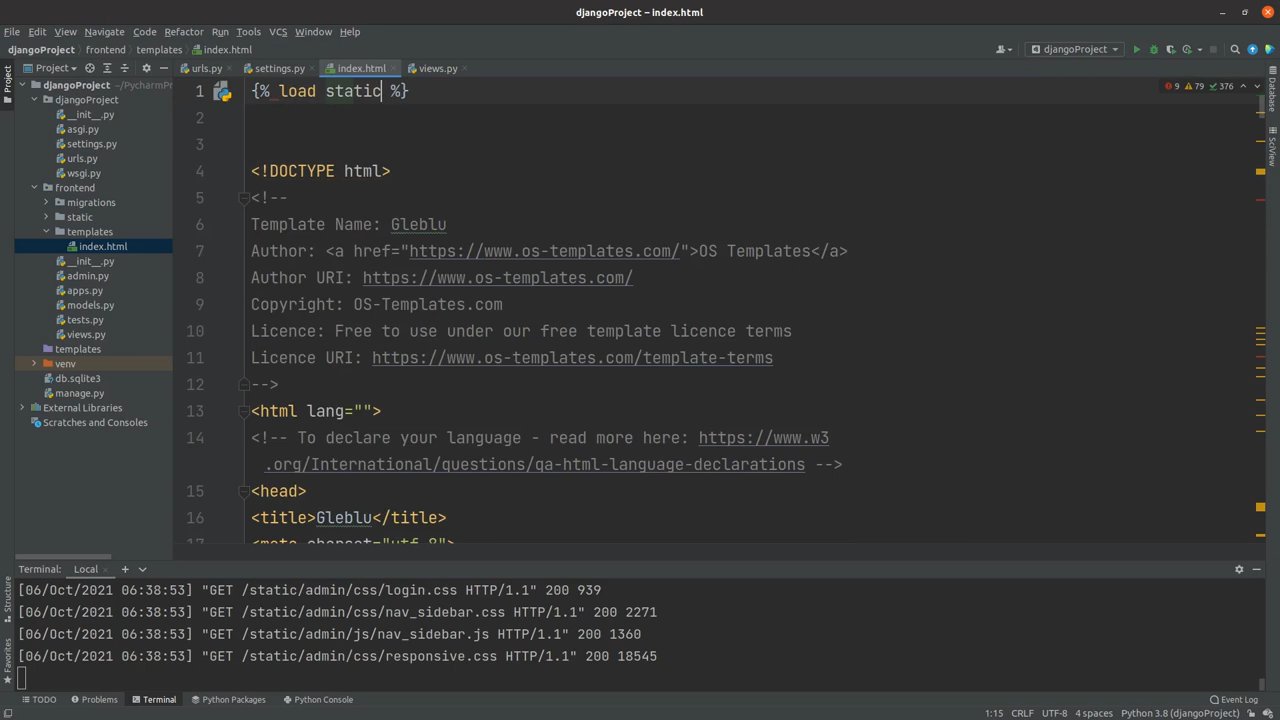 djangoProject – index.html
File Edit View Navigate Code Refactor Run Tools VCS Window Help
djangoProject frontend templates index.html djangoProject
Project urls.py settings.py index.html views.py
Project
Structure
Favorites
Database
SciView
djangoProject ~/PycharmPr
djangoProject
__init__.py
asgi.py
settings.py
urls.py
wsgi.py
frontend
migrations
static
templates
index.html
__init__.py
admin.py
apps.py
models.py
tests.py
views.py
templates
venv
db.sqlite3
manage.py
External Libraries
Scratches and Consoles
9 79 376
1 {% load static %}
2
3
4 <!DOCTYPE html>
5 <!--
6 Template Name: Gleblu
7 Author: <a href="https://www.os-templates.com/">OS Templates</a>
8 Author URI: https://www.os-templates.com/
9 Copyright: OS-Templates.com
10 Licence: Free to use under our free template licence terms
11 Licence URI: https://www.os-templates.com/template-terms
12 -->
13 <html lang="">
14 <!-- To declare your language - read more here: https://www.w3
.org/International/questions/qa-html-language-declarations -->
15 <head>
16 <title>Gleblu</title>
17 <meta charset="utf-8">
Terminal: Local
[06/Oct/2021 06:38:53] "GET /static/admin/css/login.css HTTP/1.1" 200 939
[06/Oct/2021 06:38:53] "GET /static/admin/css/nav_sidebar.css HTTP/1.1" 200 2271
[06/Oct/2021 06:38:53] "GET /static/admin/js/nav_sidebar.js HTTP/1.1" 200 1360
[06/Oct/2021 06:38:53] "GET /static/admin/css/responsive.css HTTP/1.1" 200 18545
TODO Problems Terminal Python Packages Python Console Event Log
1:15 CRLF UTF-8 4 spaces Python 3.8 (djangoProject)